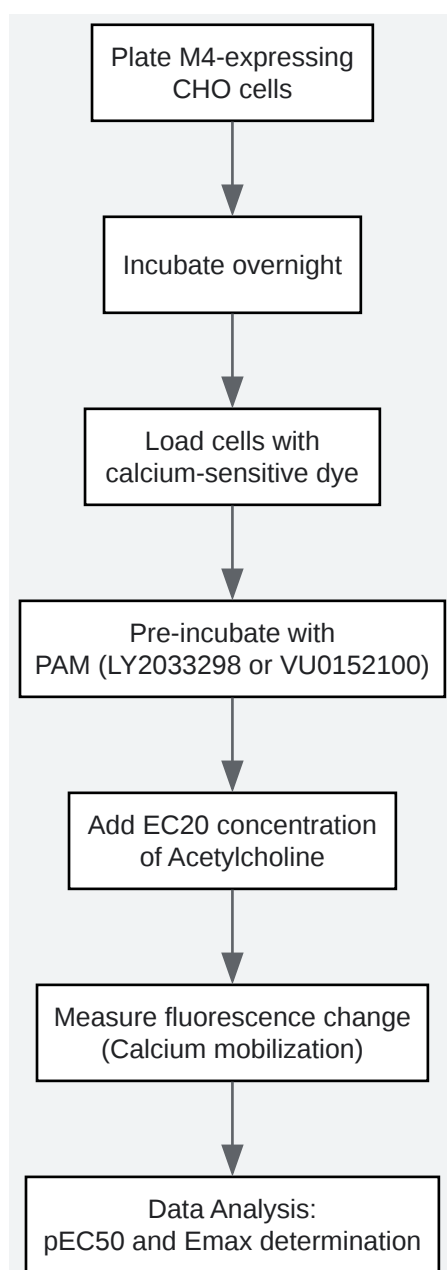 Plate M4-expressing
CHO cells
Incubate overnight
Load cells with
calcium-sensitive dye
Pre-incubate with
PAM (LY2033298 or VU0152100)
Add EC20 concentration
of Acetylcholine
Measure fluorescence change
(Calcium mobilization)
Data Analysis:
pEC50 and Emax determination